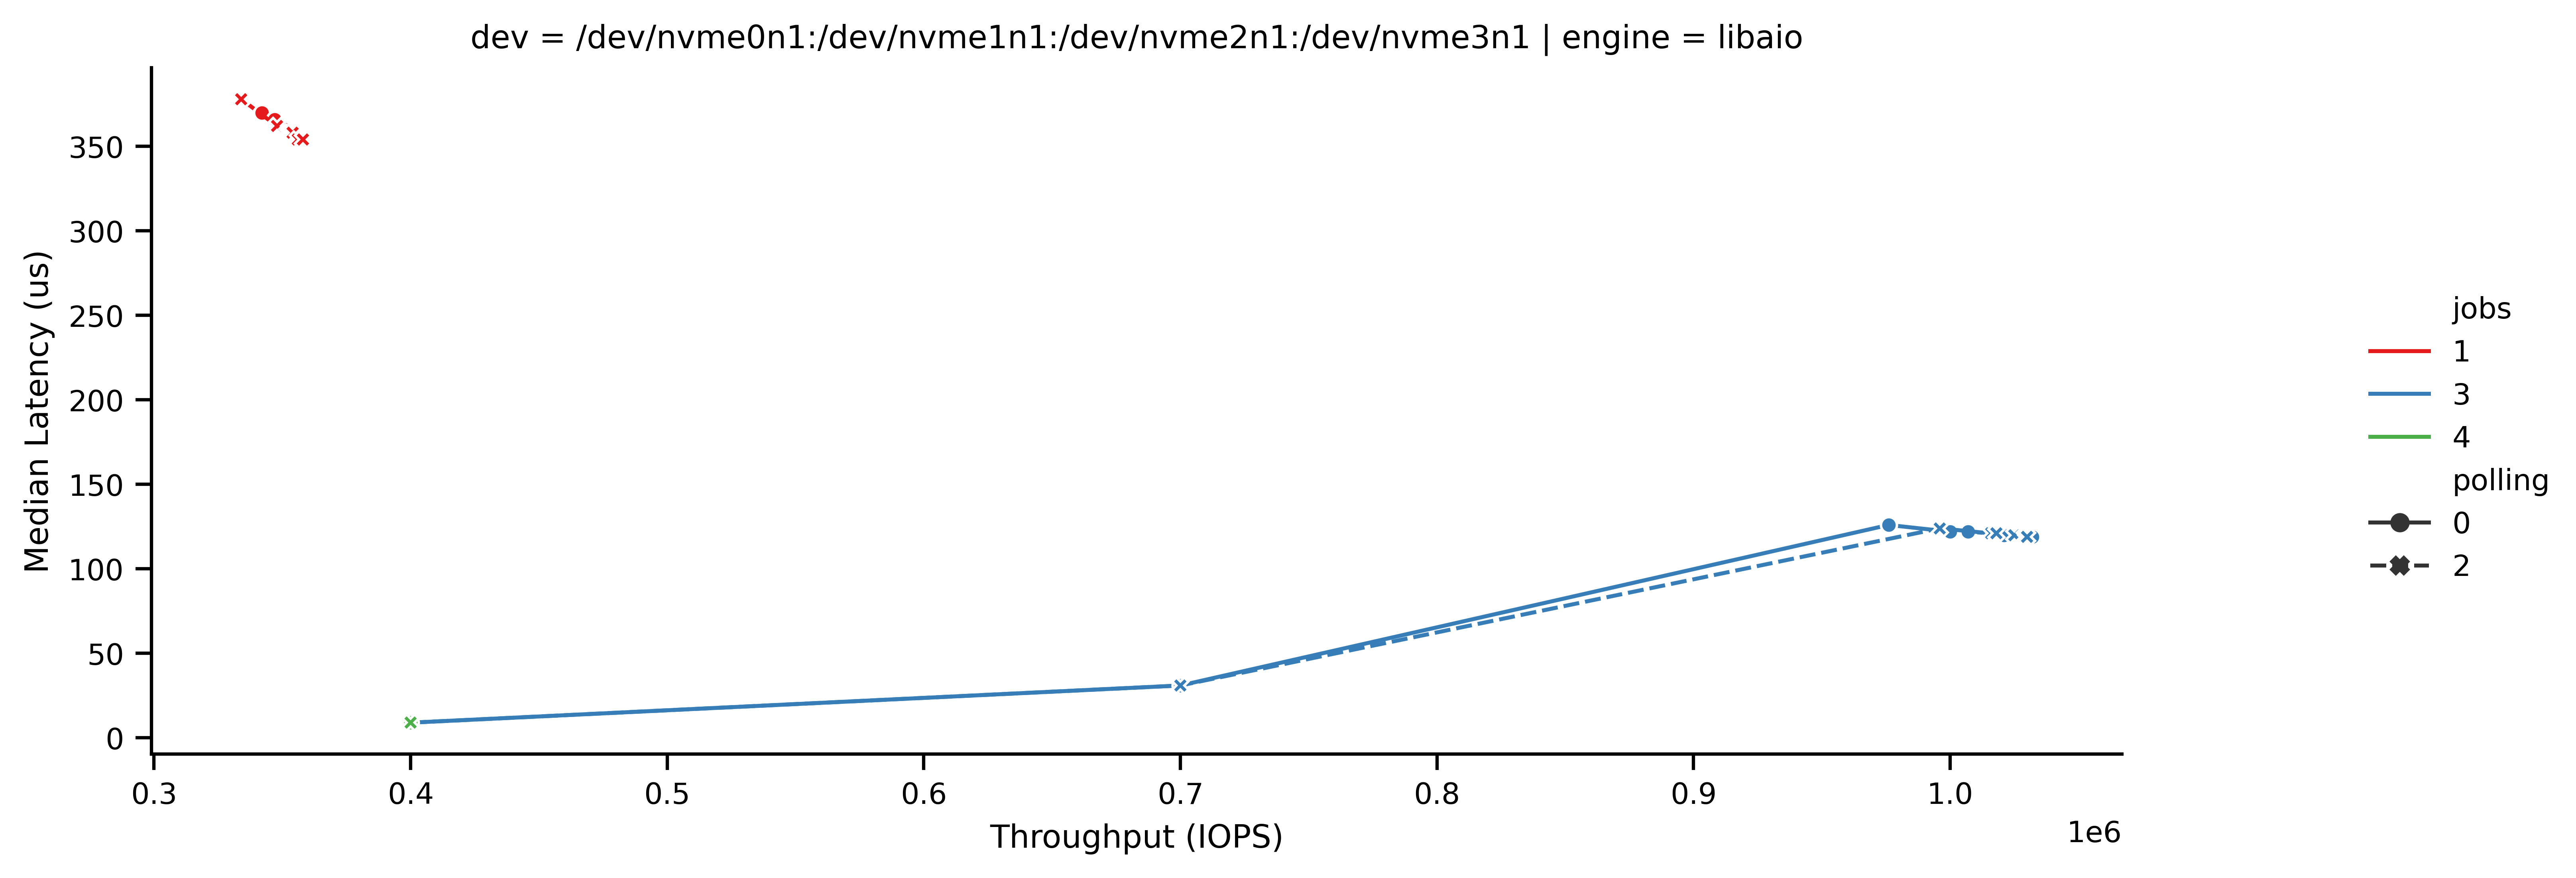 dev = /dev/nvme0n1:/dev/nvme1n1:/dev/nvme2n1:/dev/nvme3n1 | engine = libaio
Median Latency (us)
350
300
250
200
150
100
50
0
0.3 0.4 0.5 0.6 0.7 0.8 0.9 1.0
1e6
Throughput (IOPS)
jobs
1
3
4
polling
0
2